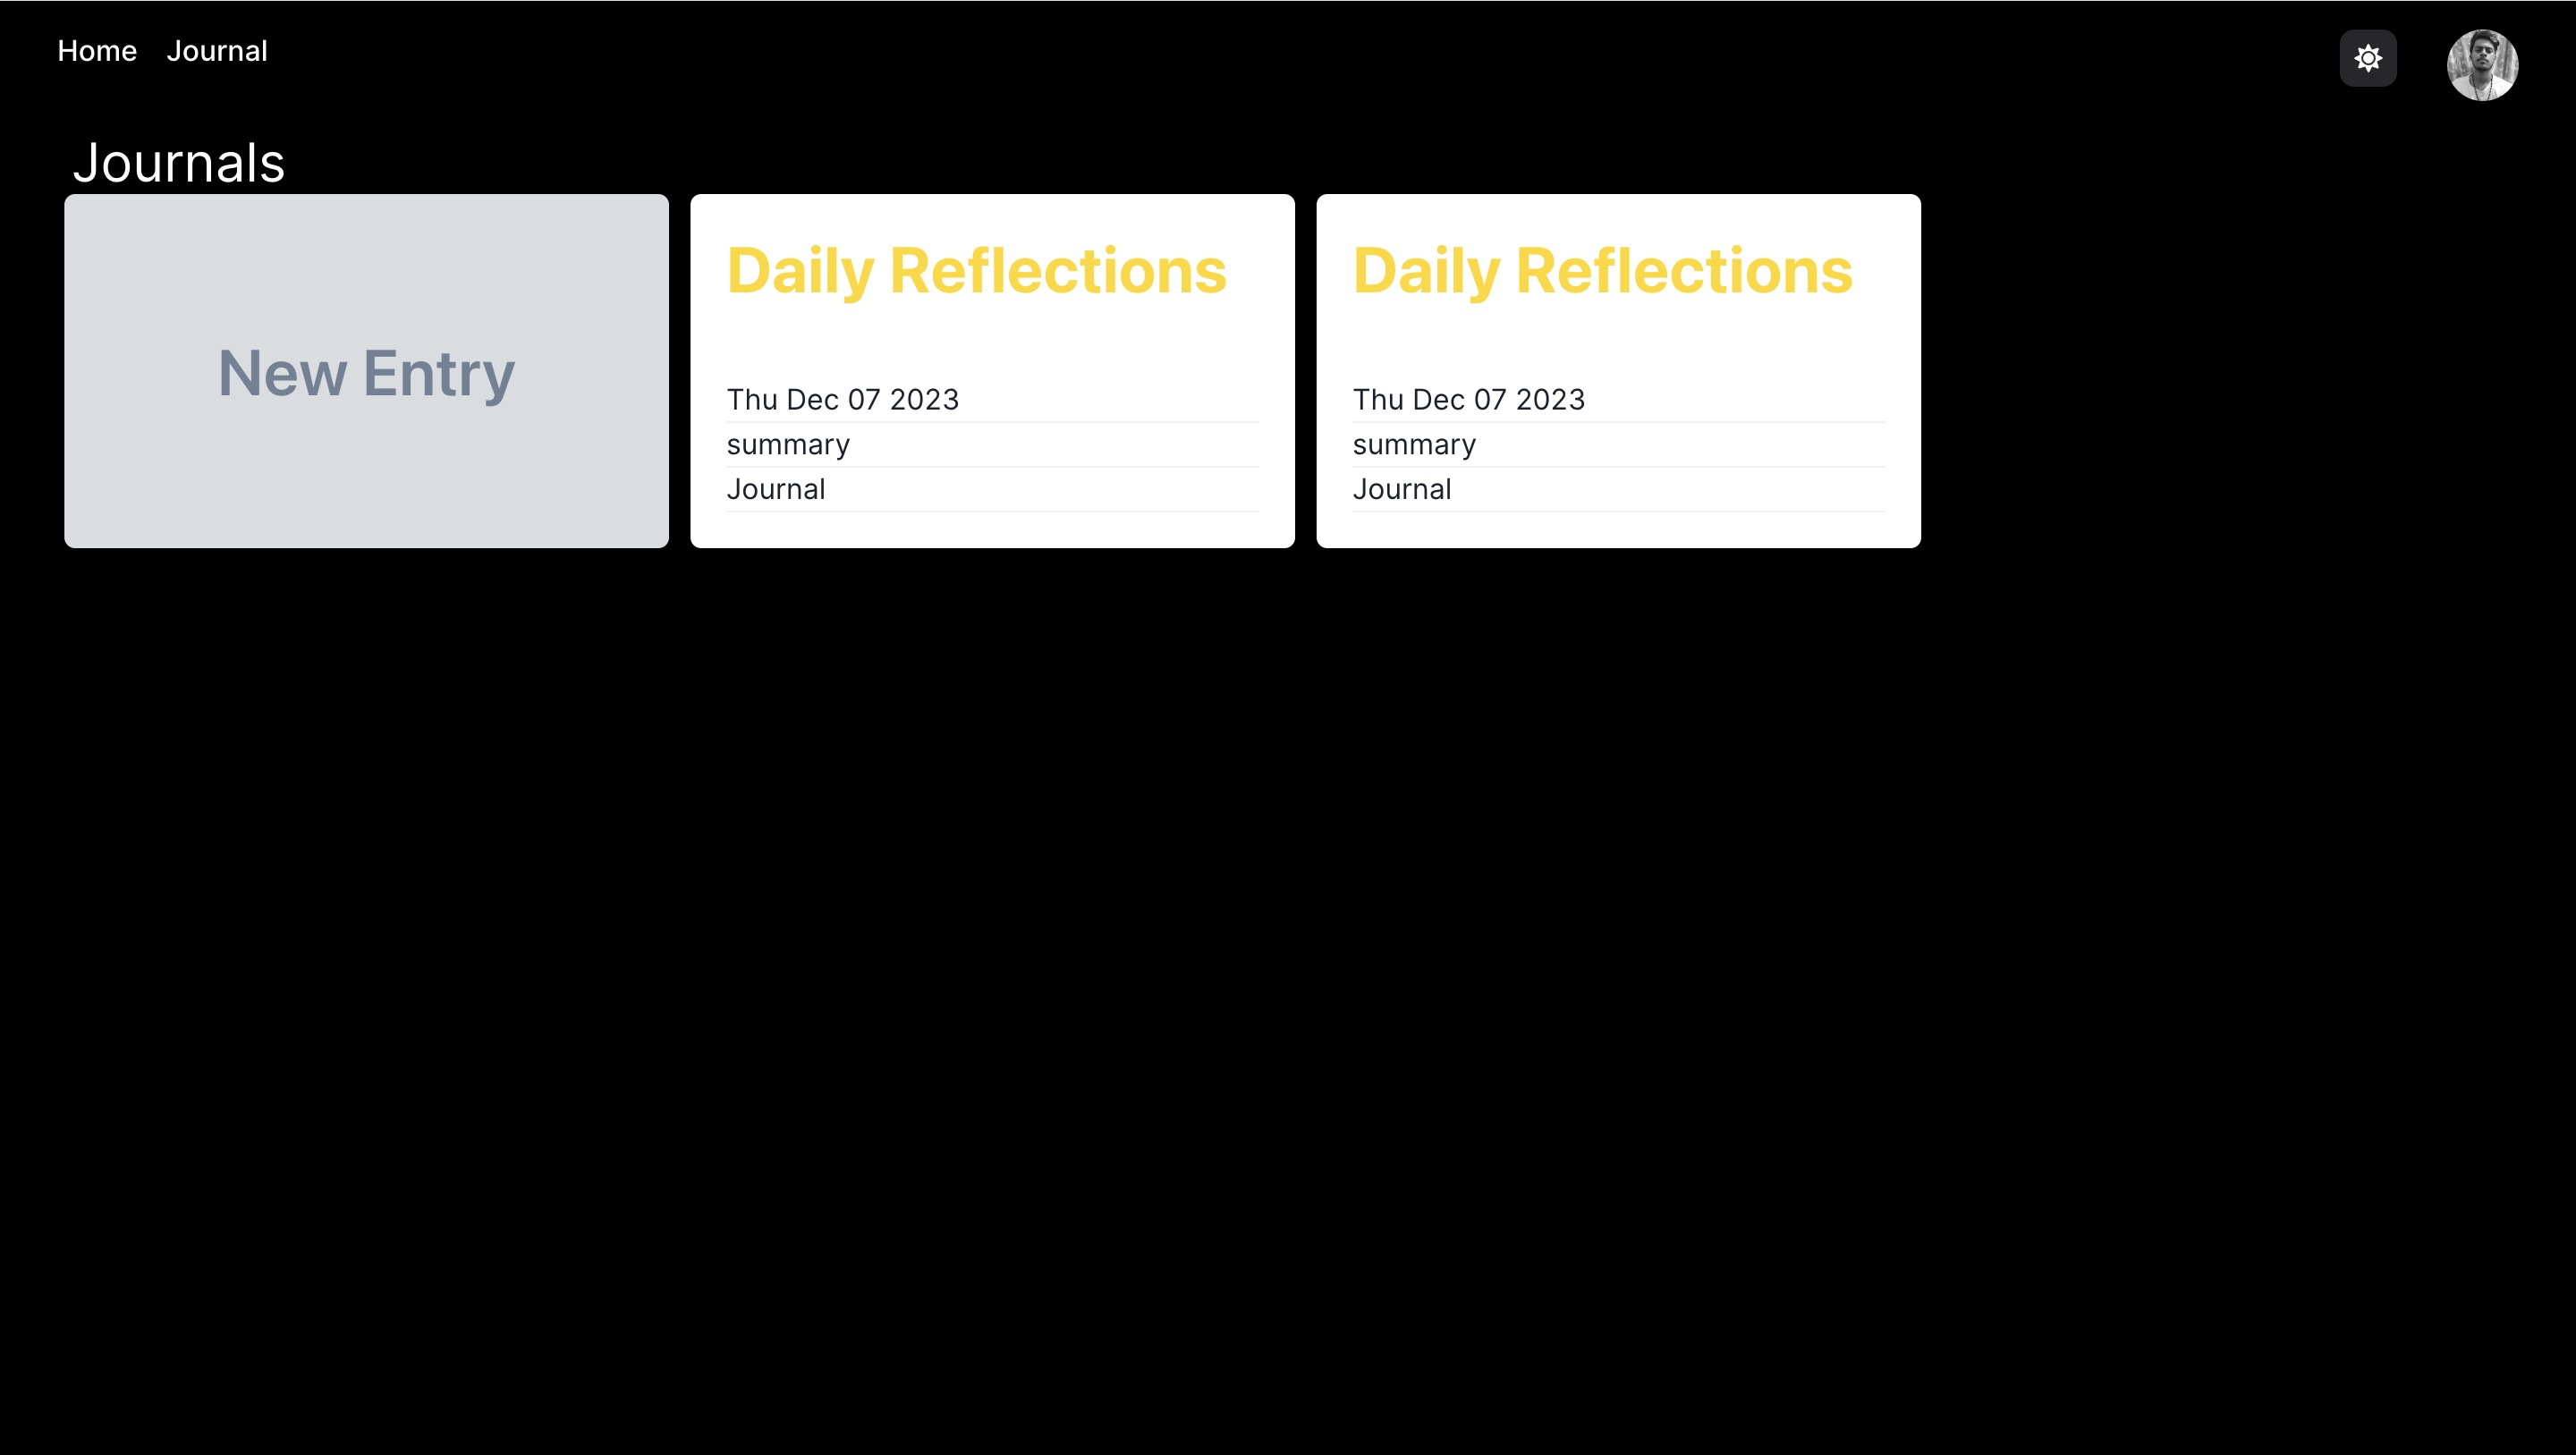 Home Journal
Journals
New Entry
Daily Reflections
Thu Dec 07 2023
summary
Journal
Daily Reflections
Thu Dec 07 2023
summary
Journal